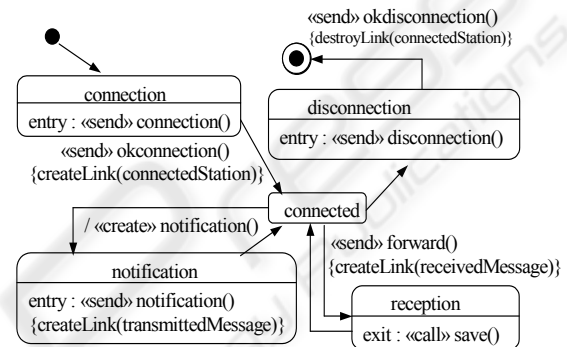 «send» okdisconnection()
{destroyLink(connectedStation)}
connection
entry : «send» connection()
disconnection
entry : «send» disconnection()
«send» okconnection()
{createLink(connectedStation)}
connected
/ «create» notification()
«send» forward()
{createLink(receivedMessage)}
notification
entry : «send» notification()
{createLink(transmittedMessage)}
reception
exit : «call» save()